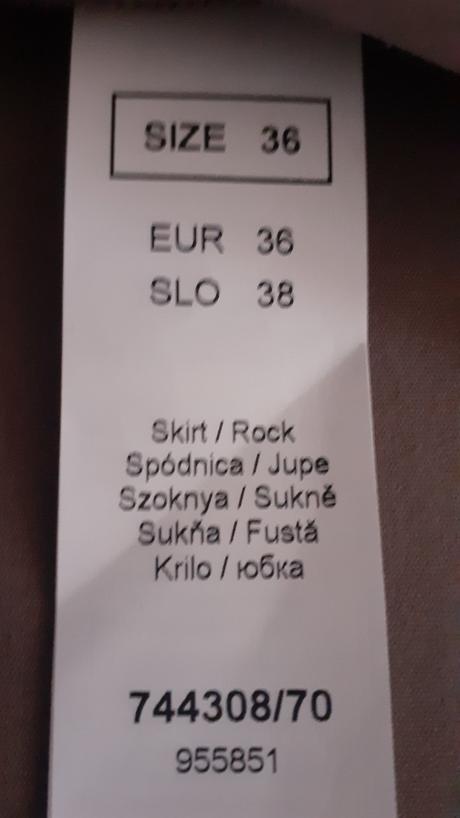 SIZE 36
EUR 36
SLO 38
Skirt / Rock
Spódnica / Jupe
Szoknya / Sukně
Sukňa / Fustă
Krilo / юбка
744308/70
955851